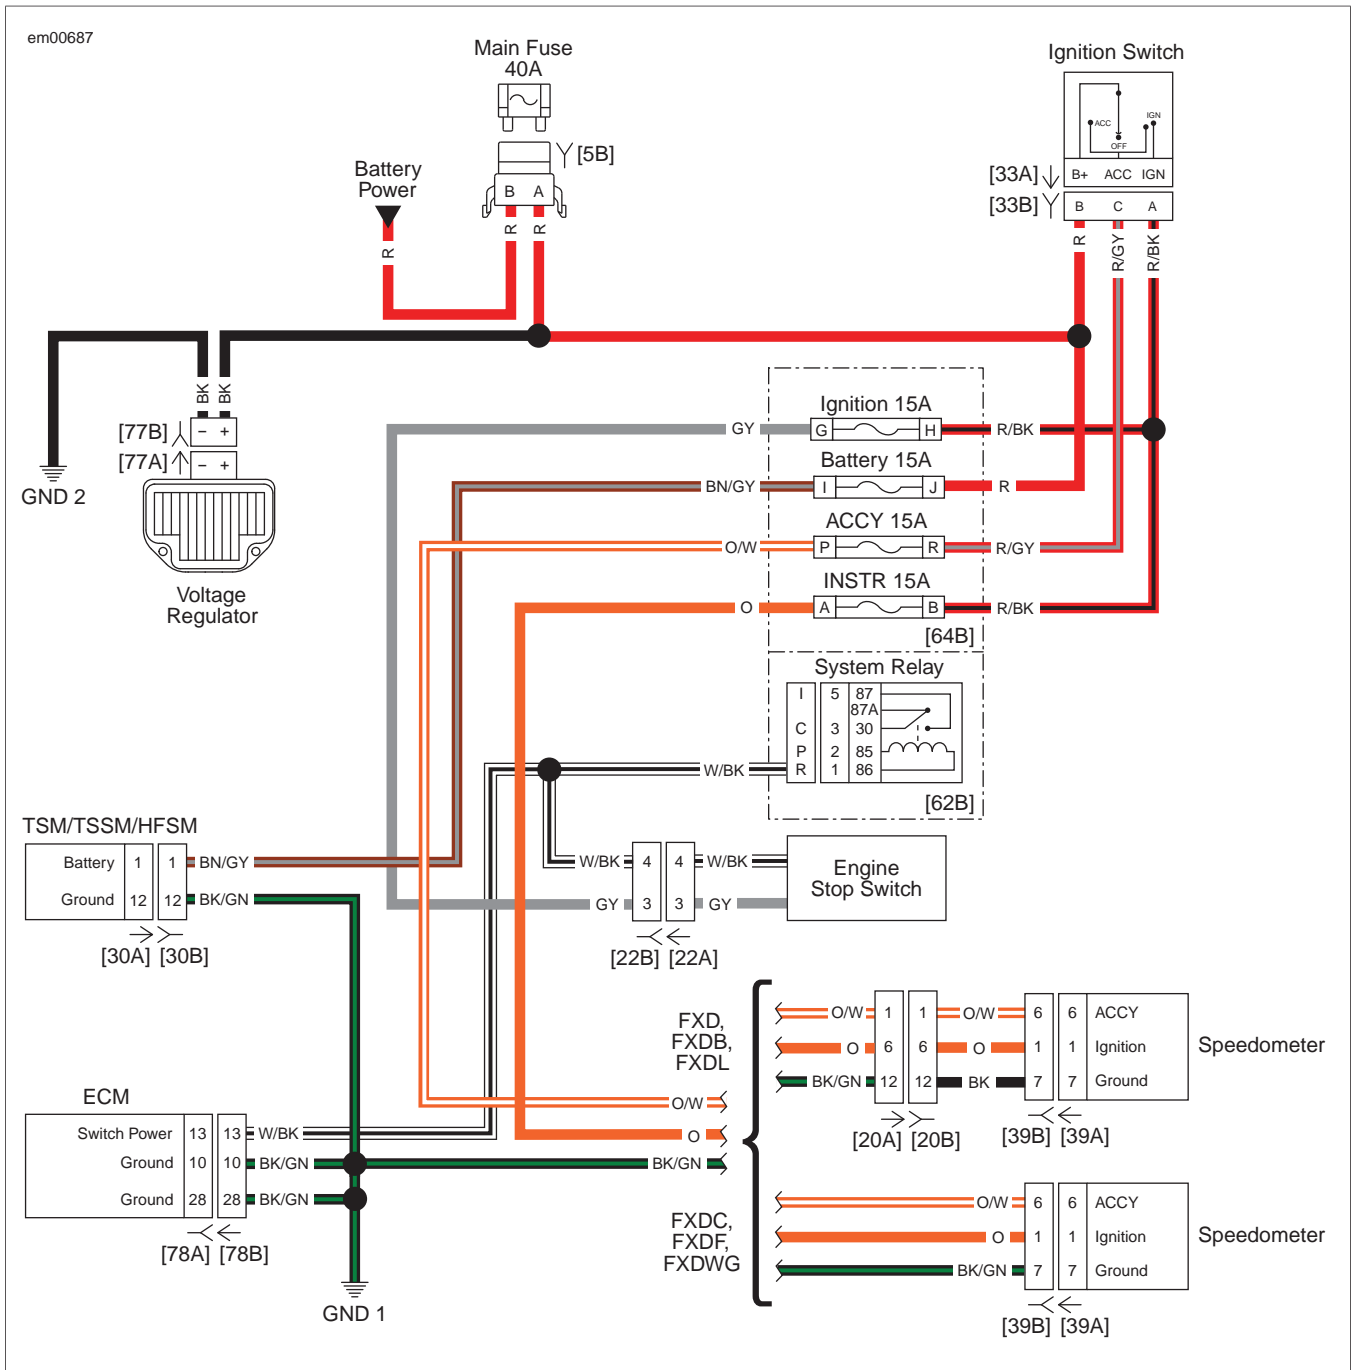 em00687
Main Fuse
40A
Ignition Switch
[5B]
Battery
Power
B A
R
R
R
ACC
IGN
OFF
[33A]
B+ ACC IGN
[33B]
B C A
R
R/GY
R/BK
BK
BK
[77B]
- +
[77A]
- +
GND 2
Voltage
Regulator
Ignition 15A
GY
G H
R/BK
Battery 15A
BN/GY
I J
R
ACCY 15A
O/W
P R
R/GY
INSTR 15A
O
A B
R/BK
[64B]
System Relay
I 5 87
87A
C 3 30
P 2 85
R 1 86
W/BK
[62B]
TSM/TSSM/HFSM
Battery 1 1 BN/GY
Ground 12 12 BK/GN
[30A] [30B]
W/BK 4 4 W/BK
GY 3 3 GY
Engine
Stop Switch
[22B] [22A]
FXD,
FXDB,
FXDL
O/W 1 1 O/W 6 6 ACCY
O 6 6 O 1 1 Ignition
BK/GN 12 12 BK 7 7 Ground
Speedometer
[20A] [20B]
[39B] [39A]
ECM
Switch Power 13 13 W/BK
Ground 10 10 BK/GN
Ground 28 28 BK/GN
[78A] [78B]
O/W
O
BK/GN
GND 1
FXDC,
FXDF,
FXDWG
O/W 6 6 ACCY
O 1 1 Ignition
BK/GN 7 7 Ground
Speedometer
[39B] [39A]